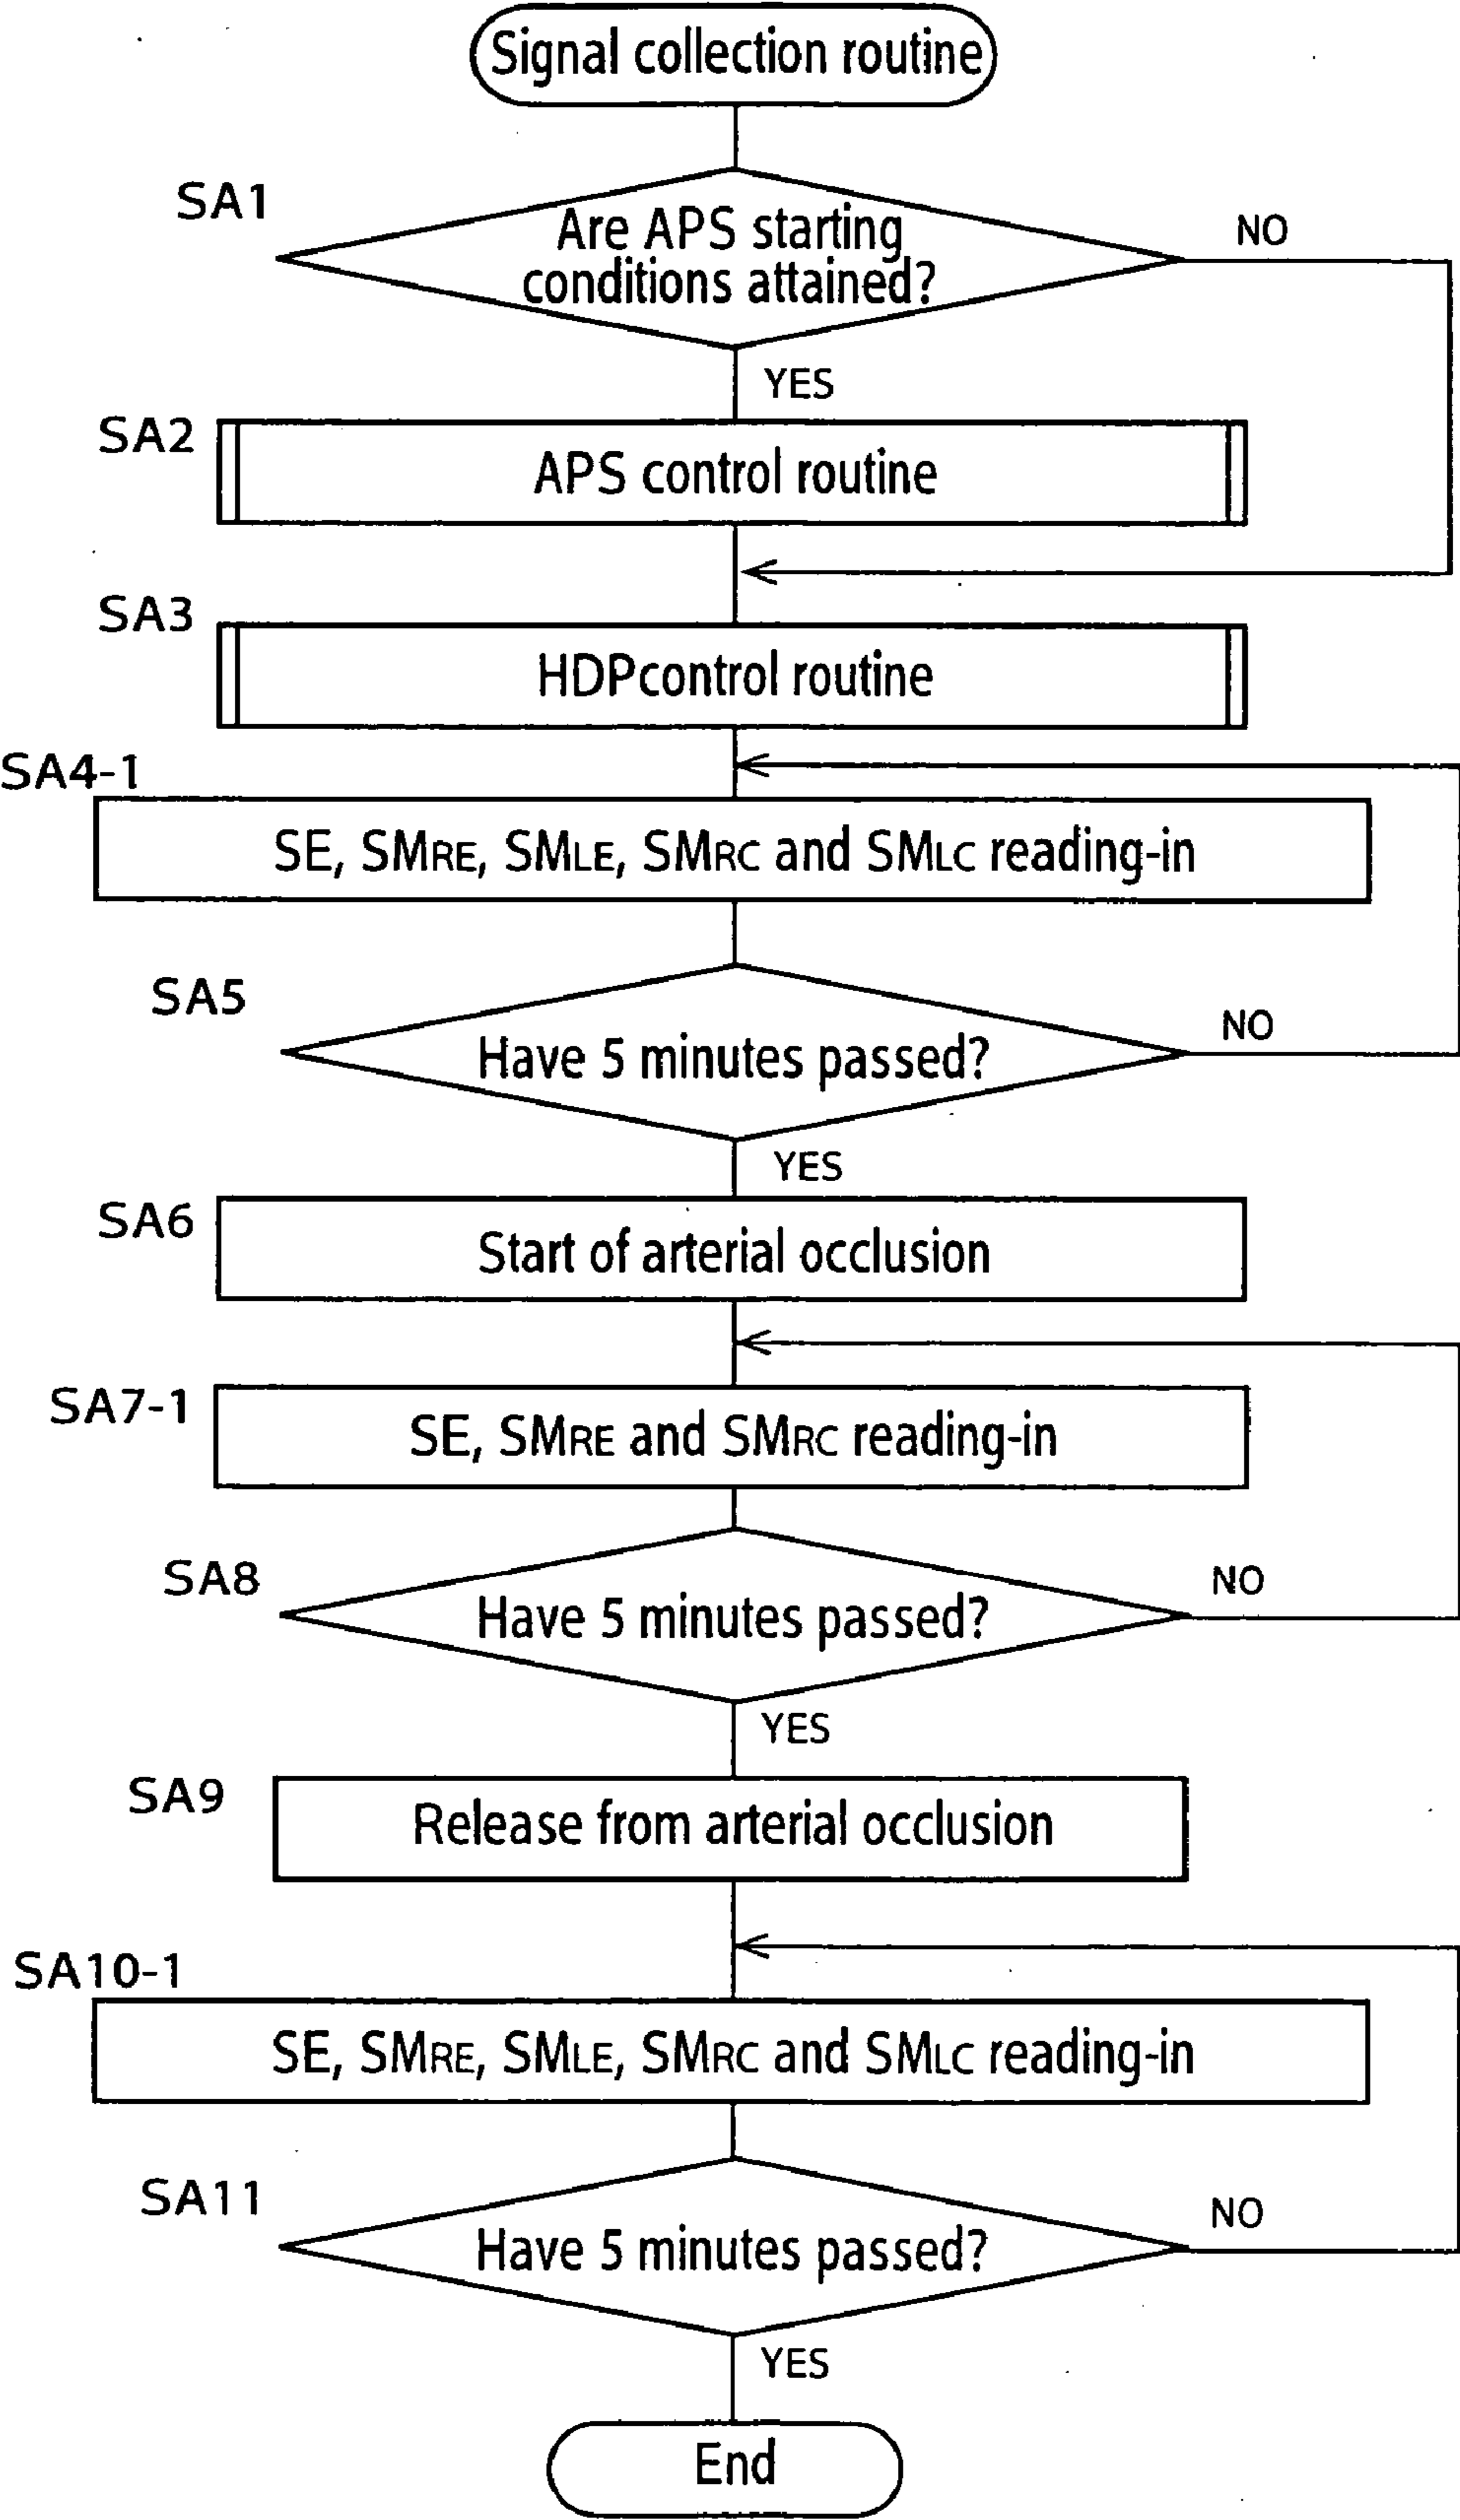 Signal collection routine
SA1
Are APS starting
conditions attained?
NO
YES
SA2
APS control routine
SA3
HDPcontrol routine
SA4-1
SE, SMRE, SMLE, SMRC and SMLC reading-in
SA5
Have 5 minutes passed?
NO
YES
SA6
Start of arterial occlusion
SA7-1
SE, SMRE and SMRC reading-in
SA8
Have 5 minutes passed?
NO
YES
SA9
Release from arterial occlusion
SA10-1
SE, SMRE, SMLE, SMRC and SMLC reading-in
SA11
Have 5 minutes passed?
NO
YES
End